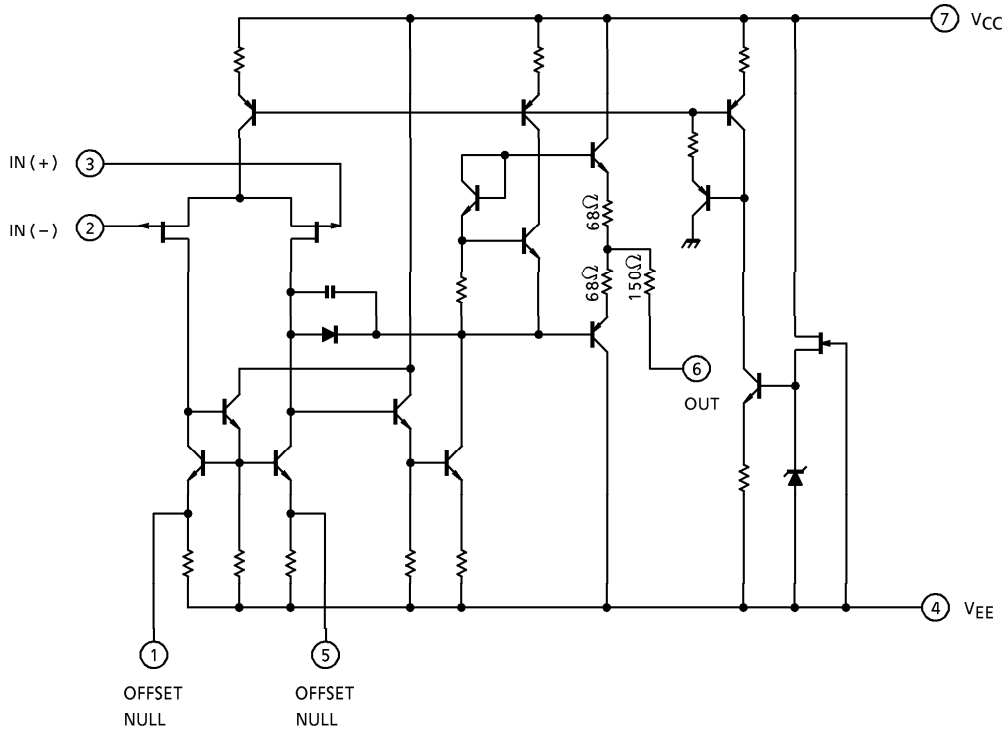 7 VCC
IN (+) 3
IN (−) 2
68Ω
68Ω
150Ω
6
OUT
4 VEE
1
OFFSET
NULL
5
OFFSET
NULL